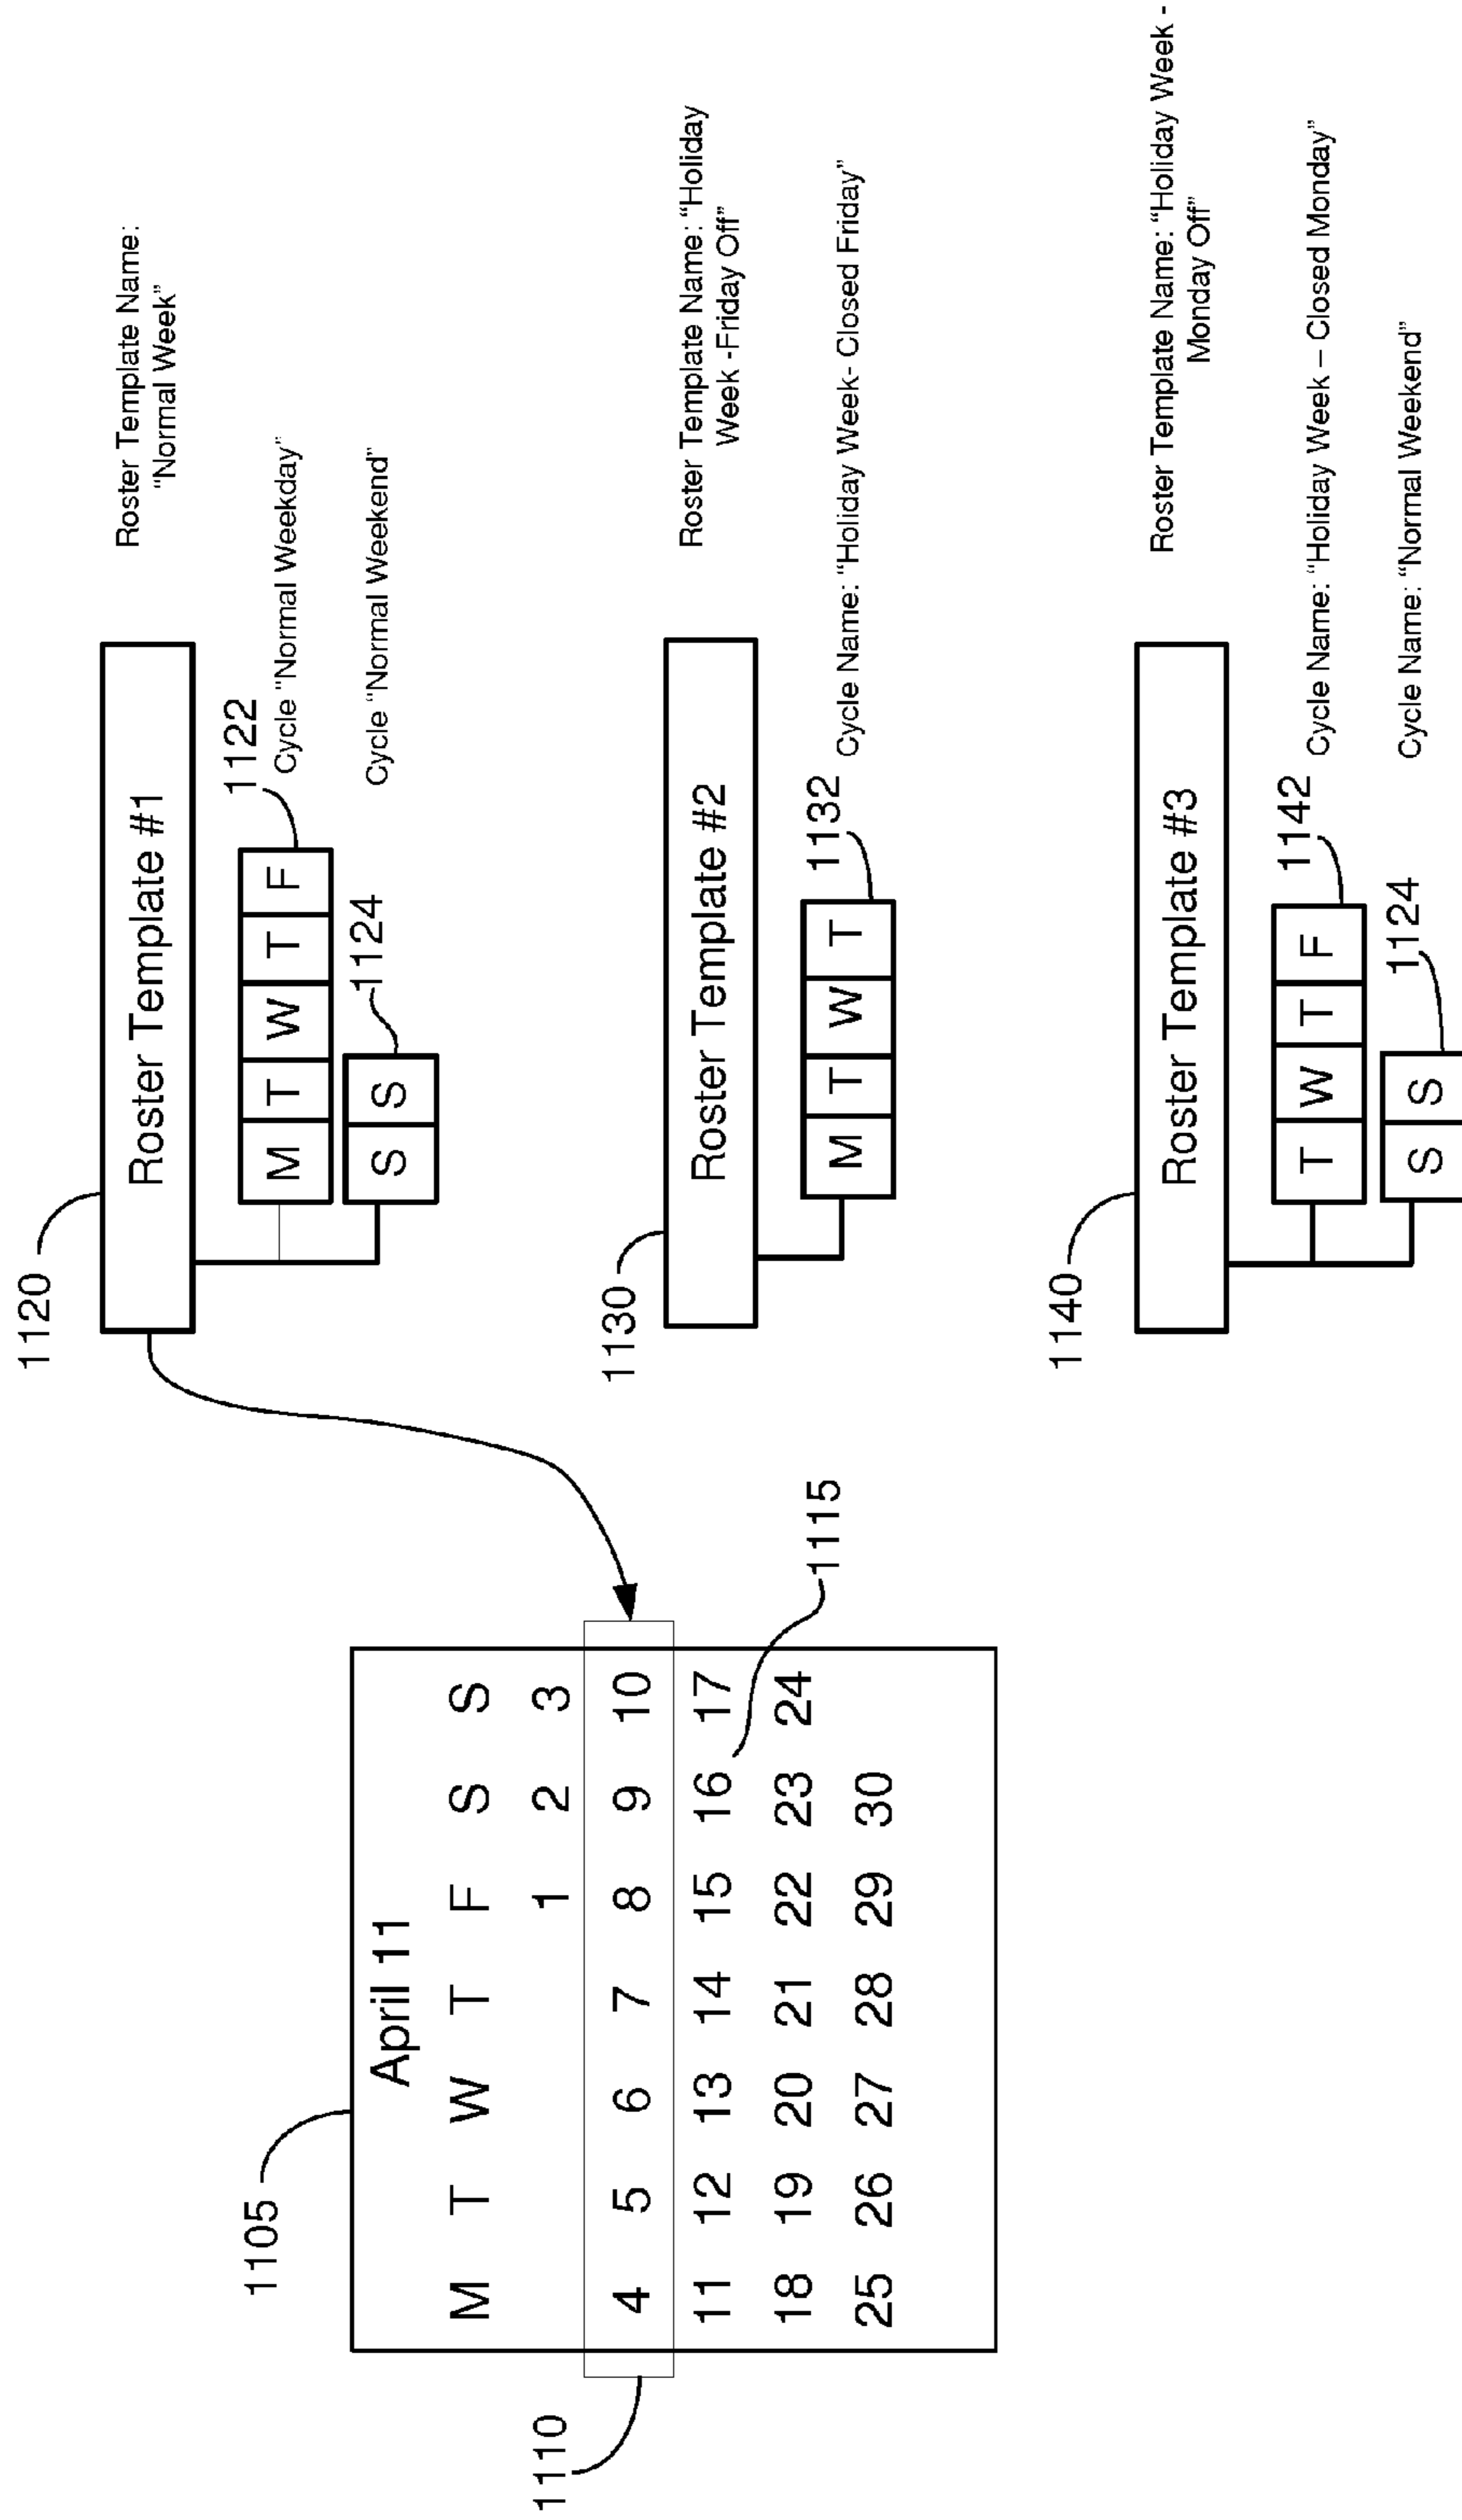 1105
April 11
M T W T F S S
1 2 3
4 5 6 7 8 9 10
11 12 13 14 15 16 17
18 19 20 21 22 23 24
25 26 27 28 29 30
1110
1115
1120
Roster Template #1
Roster Template Name:
“Normal Week”
M T W T F
1122
Cycle “Normal Weekday”
S S
1124
Cycle “Normal Weekend”
1130
Roster Template #2
Roster Template Name: “Holiday
Week -Friday Off”
M T W T
1132
Cycle Name: “Holiday Week- Closed Friday”
1140
Roster Template #3
Roster Template Name: “Holiday Week -
Monday Off”
T W T F
1142
Cycle Name: “Holiday Week – Closed Monday”
S S
1124
Cycle Name: “Normal Weekend”